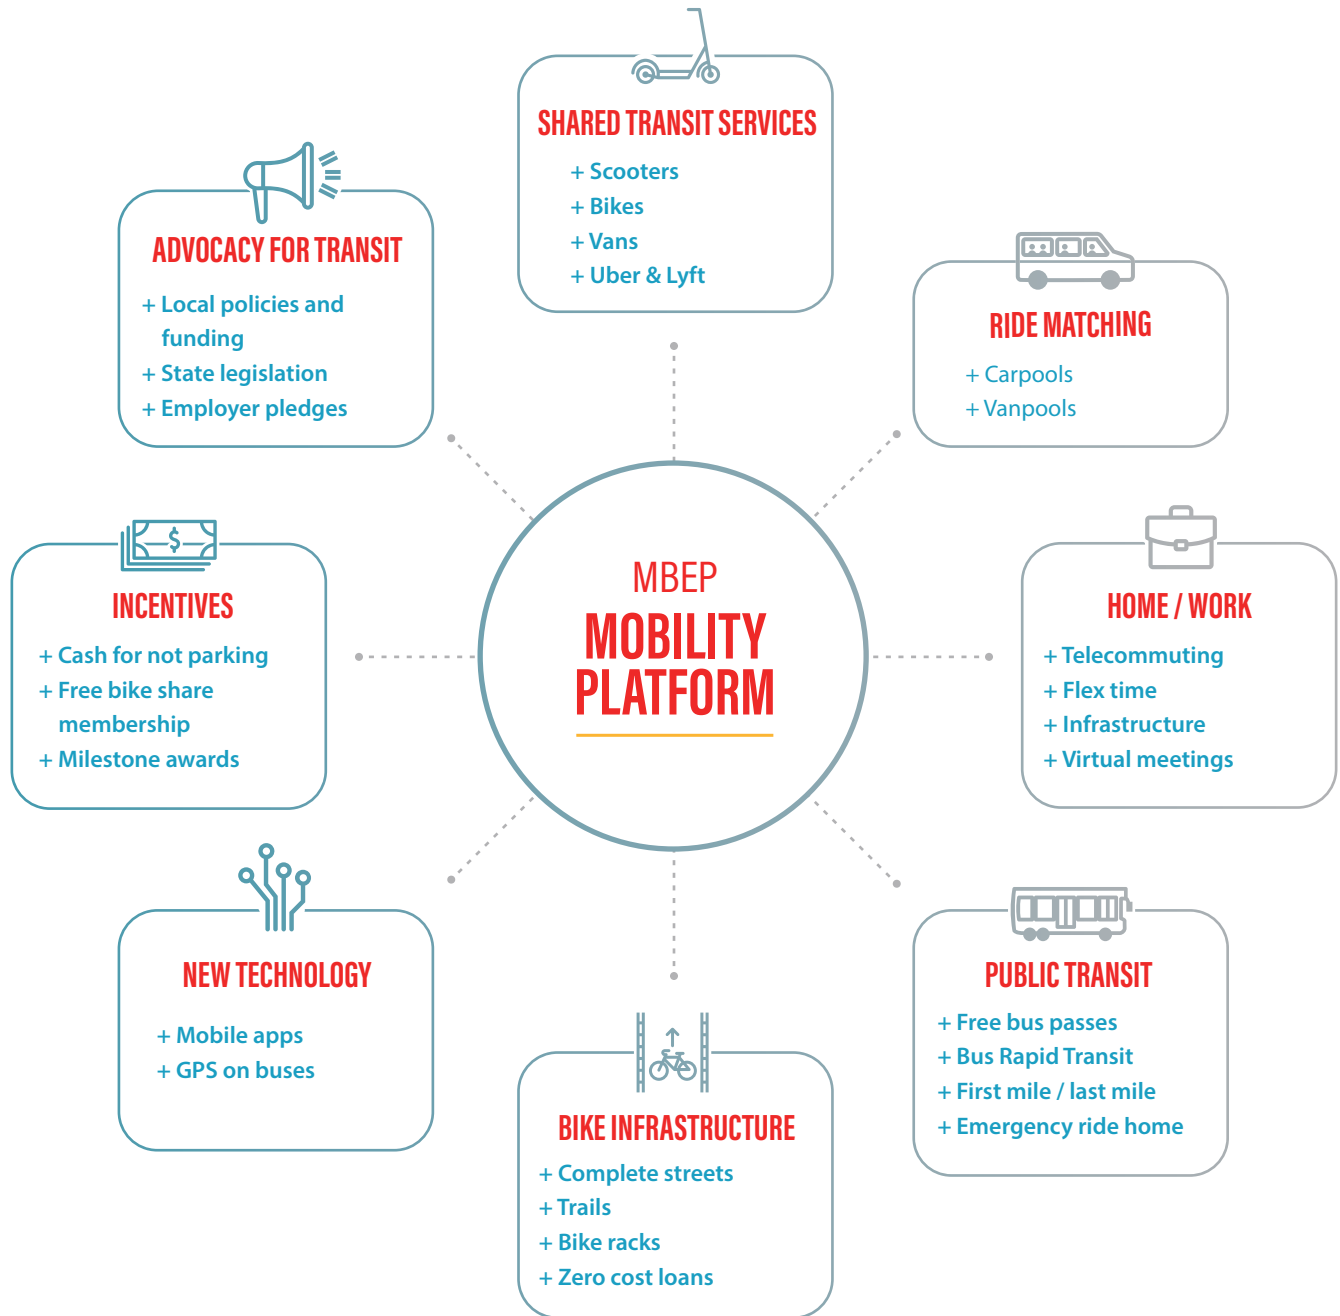 SHARED TRANSIT SERVICES
+ Scooters
+ Bikes
+ Vans
+ Uber & Lyft
ADVOCACY FOR TRANSIT
+ Local policies and
funding
+ State legislation
+ Employer pledges
RIDE MATCHING
+ Carpools
+ Vanpools
INCENTIVES
+ Cash for not parking
+ Free bike share
membership
+ Milestone awards
$
MBEP
MOBILITY
PLATFORM
HOME / WORK
+ Telecommuting
+ Flex time
+ Infrastructure
+ Virtual meetings
NEW TECHNOLOGY
+ Mobile apps
+ GPS on buses
BIKE INFRASTRUCTURE
+ Complete streets
+ Trails
+ Bike racks
+ Zero cost loans
PUBLIC TRANSIT
+ Free bus passes
+ Bus Rapid Transit
+ First mile / last mile
+ Emergency ride home